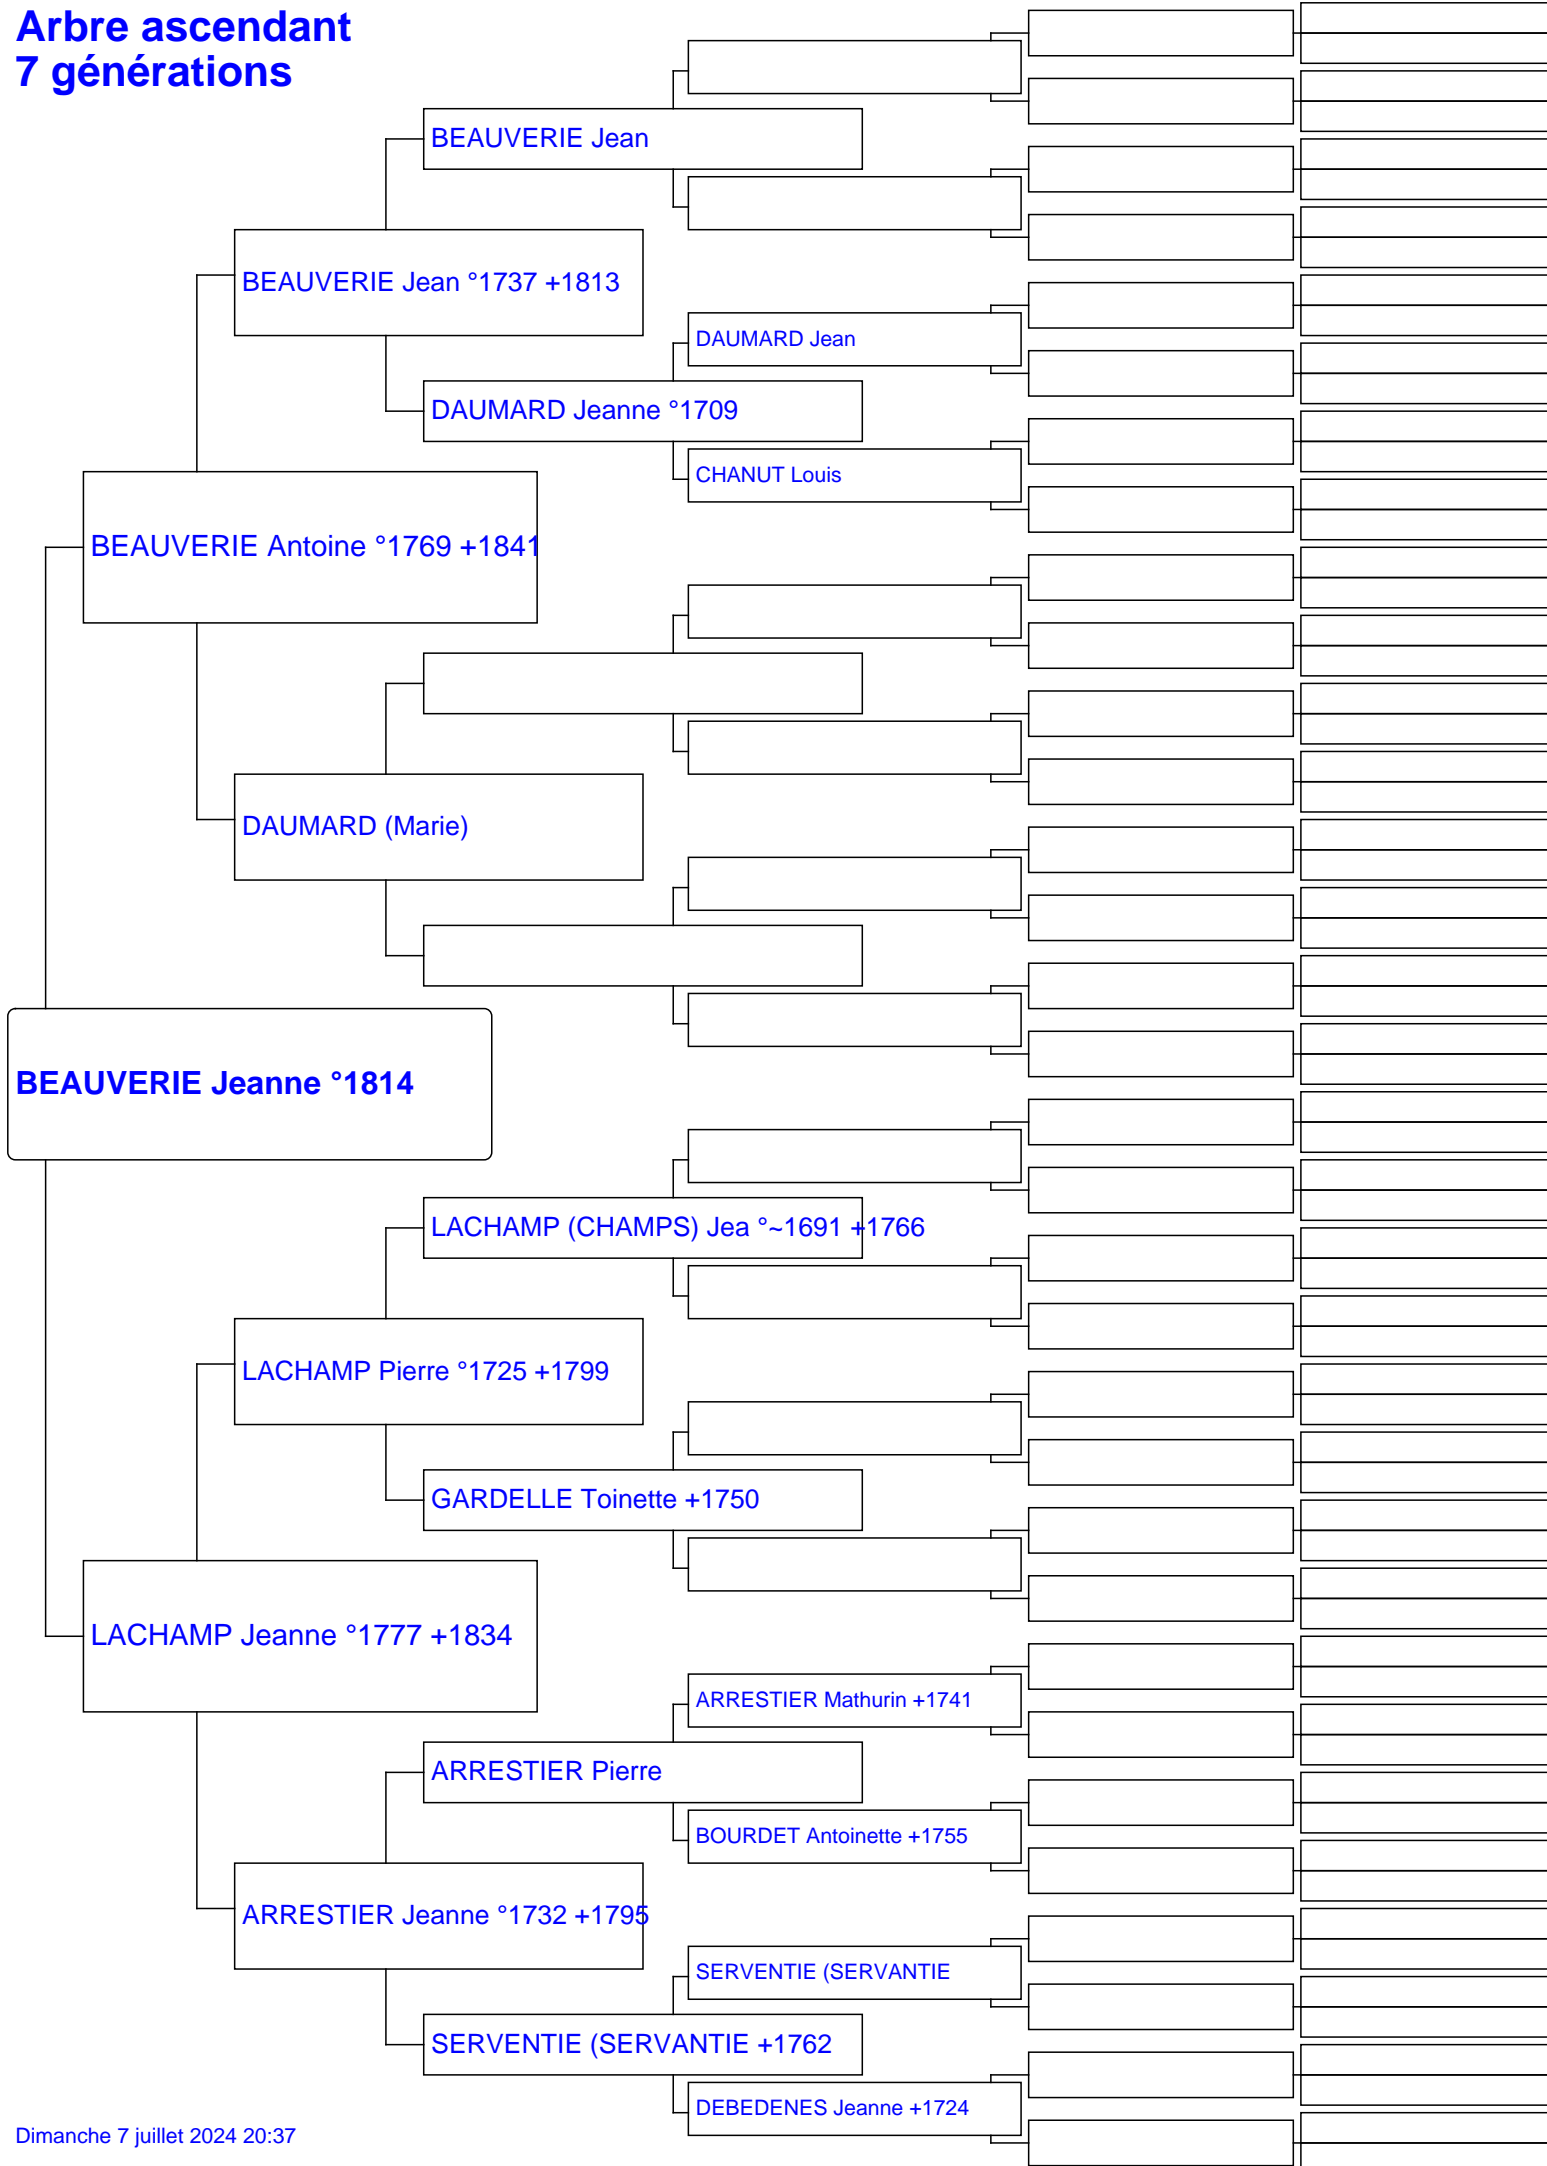 Arbre ascendant
7 générations
BEAUVERIE Jean
BEAUVERIE Jean °1737 +1813
DAUMARD Jean
DAUMARD Jeanne °1709
CHANUT Louis
BEAUVERIE Antoine °1769 +1841
DAUMARD (Marie)
BEAUVERIE Jeanne °1814
LACHAMP (CHAMPS) Jea °~1691 +1766
LACHAMP Pierre °1725 +1799
GARDELLE Toinette +1750
LACHAMP Jeanne °1777 +1834
ARRESTIER Mathurin +1741
ARRESTIER Pierre
BOURDET Antoinette +1755
ARRESTIER Jeanne °1732 +1795
SERVENTIE (SERVANTIE
SERVENTIE (SERVANTIE +1762
DEBEDENES Jeanne +1724
Dimanche 7 juillet 2024 20:37